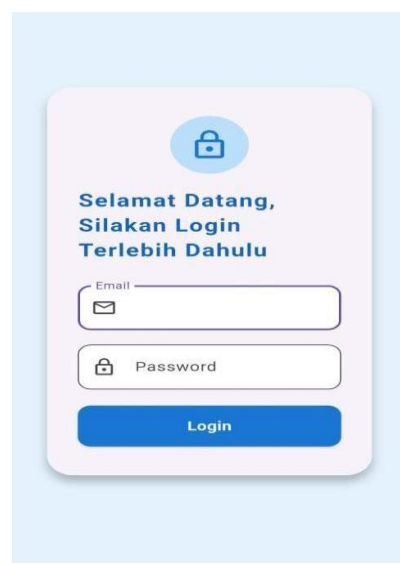 Selamat Datang,
Silakan Login
Terlebih Dahulu
Email
Password
Login